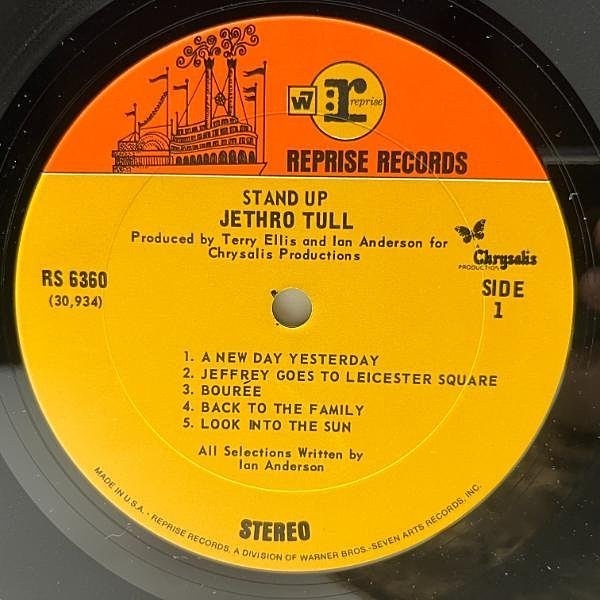 W7
r
reprise
REPRISE RECORDS
STAND UP
JETHRO TULL
Produced by Terry Ellis and Ian Anderson for
Chrysalis Productions
A
Chrysalis
PRODUCTION
RS 6360
(30,934)
SIDE
1
1. A NEW DAY YESTERDAY
2. JEFFREY GOES TO LEICESTER SQUARE
3. BOURÉE
4. BACK TO THE FAMILY
5. LOOK INTO THE SUN
All Selections Written by
Ian Anderson
STEREO
MADE IN U.S.A. · REPRISE RECORDS, A DIVISION OF WARNER BROS.-SEVEN ARTS RECORDS, INC.